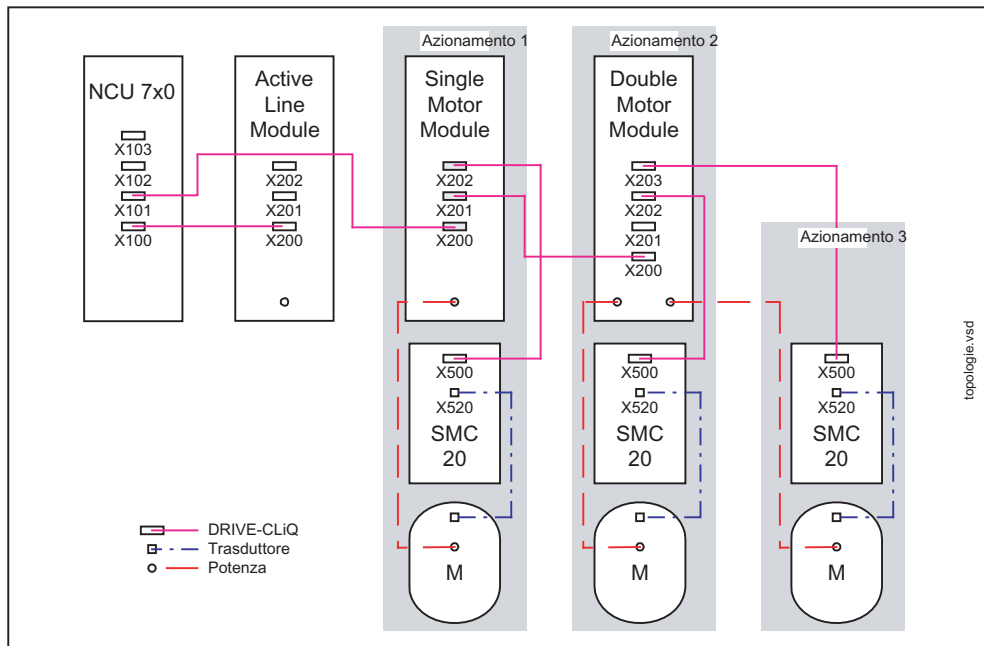 Azionamento 1
Azionamento 2
NCU 7x0
X103
X102
X101
X100
Active
Line
Module
X202
X201
X200
Single
Motor
Module
X202
X201
X200
Double
Motor
Module
X203
X202
X201
X200
Azionamento 3
X500
X520
SMC
20
M
X500
X520
SMC
20
M
X500
X520
SMC
20
M
DRIVE-CLiQ
Trasduttore
Potenza
topologie.vsd